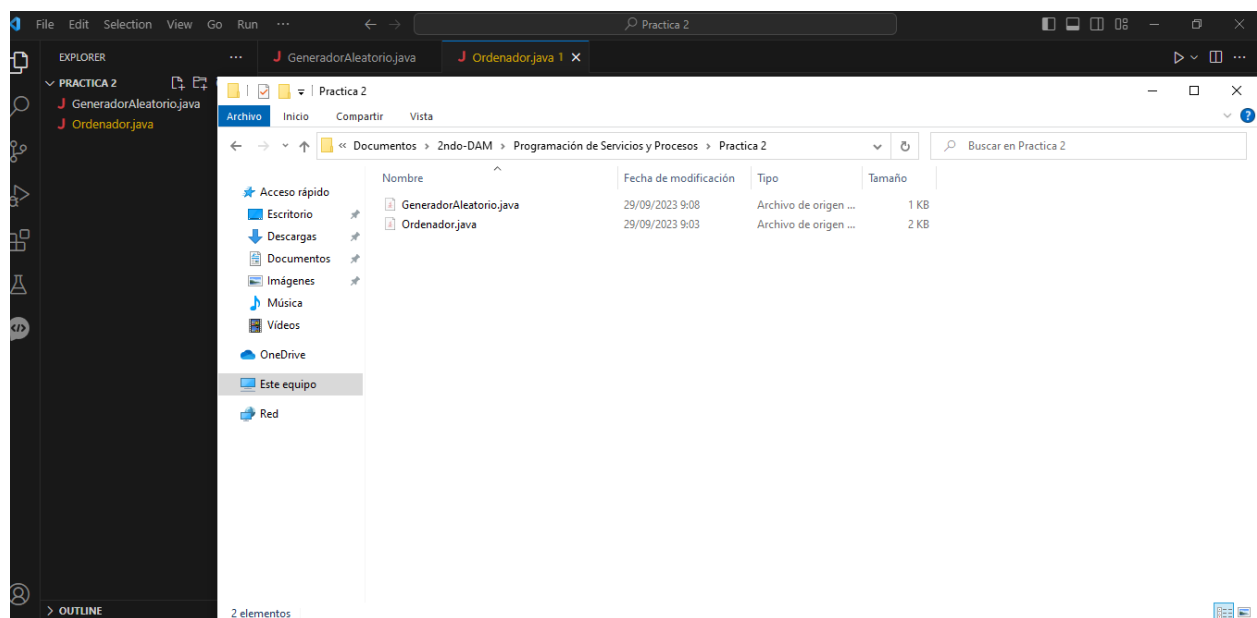 File Edit Selection View Go Run ··· Practica 2
EXPLORER ··· J GeneradorAleatorio.java J Ordenador.java 1
PRACTICA 2
J GeneradorAleatorio.java
J Ordenador.java
Practica 2
Archivo Inicio Compartir Vista
« Documentos > 2ndo-DAM > Programación de Servicios y Procesos > Practica 2 Buscar en Practica 2
Nombre Fecha de modificación Tipo Tamaño
GeneradorAleatorio.java 29/09/2023 9:08 Archivo de origen ... 1 KB
Ordenador.java 29/09/2023 9:03 Archivo de origen ... 2 KB
Acceso rápido
Escritorio
Descargas
Documentos
Imágenes
Música
Vídeos
OneDrive
Este equipo
Red
OUTLINE
2 elementos